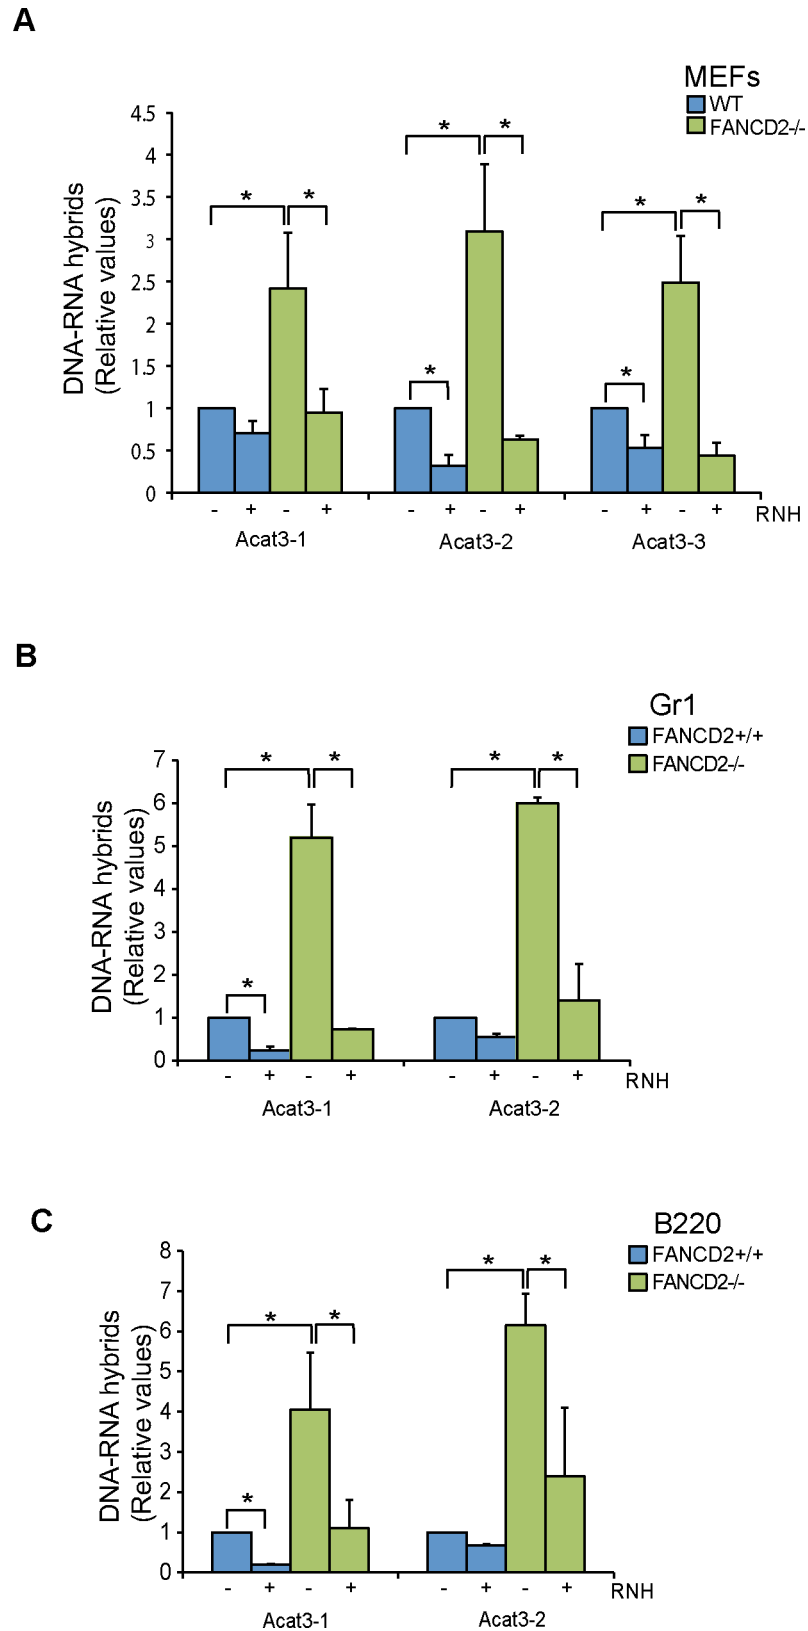 A
MEFs
WT
FANCD2-/-
DNA-RNA hybrids
(Relative values)
4.5
4
3.5
3
2.5
2
1.5
1
0.5
0
* * * * * * * *
- + - + - + - + - + - + RNH
Acat3-1 Acat3-2 Acat3-3
B
Gr1
FANCD2+/+
FANCD2-/-
DNA-RNA hybrids
(Relative values)
7
6
5
4
3
2
1
0
* * * * *
- + - + - + - + RNH
Acat3-1 Acat3-2
C
B220
FANCD2+/+
FANCD2-/-
DNA-RNA hybrids
(Relative values)
8
7
6
5
4
3
2
1
0
* * * * *
- + - + - + - + RNH
Acat3-1 Acat3-2